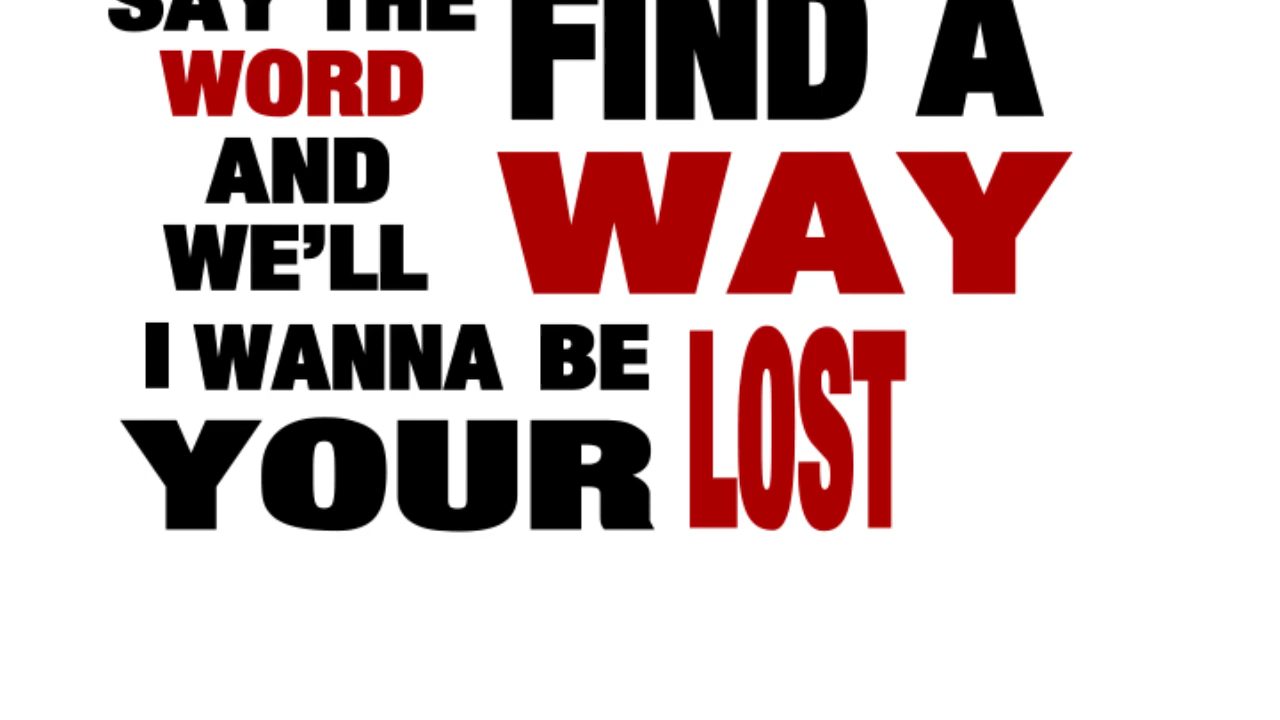 SAY THE
WORD
AND
WE'LL
FIND A
WAY
I WANNA BE
YOUR
LOST